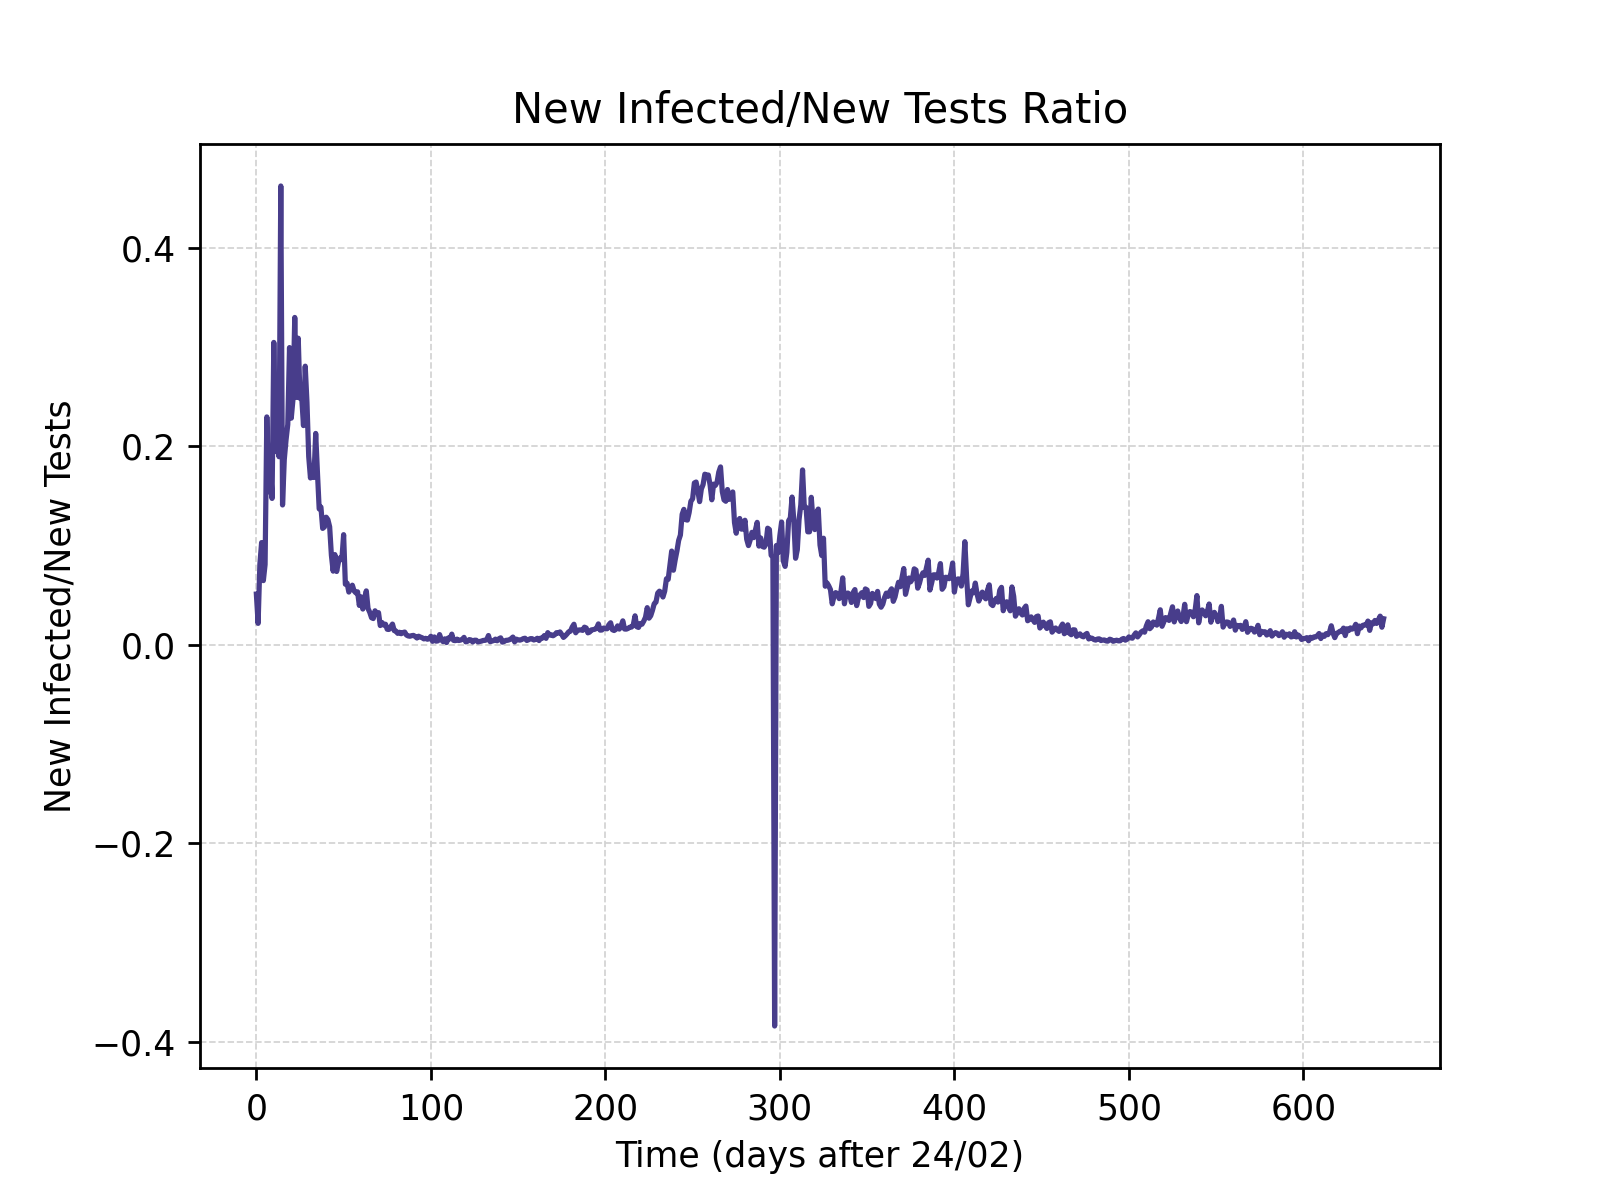 New Infected/New Tests Ratio
New Infected/New Tests
0.4
0.2
0.0
−0.2
−0.4
0 100 200 300 400 500 600
Time (days after 24/02)